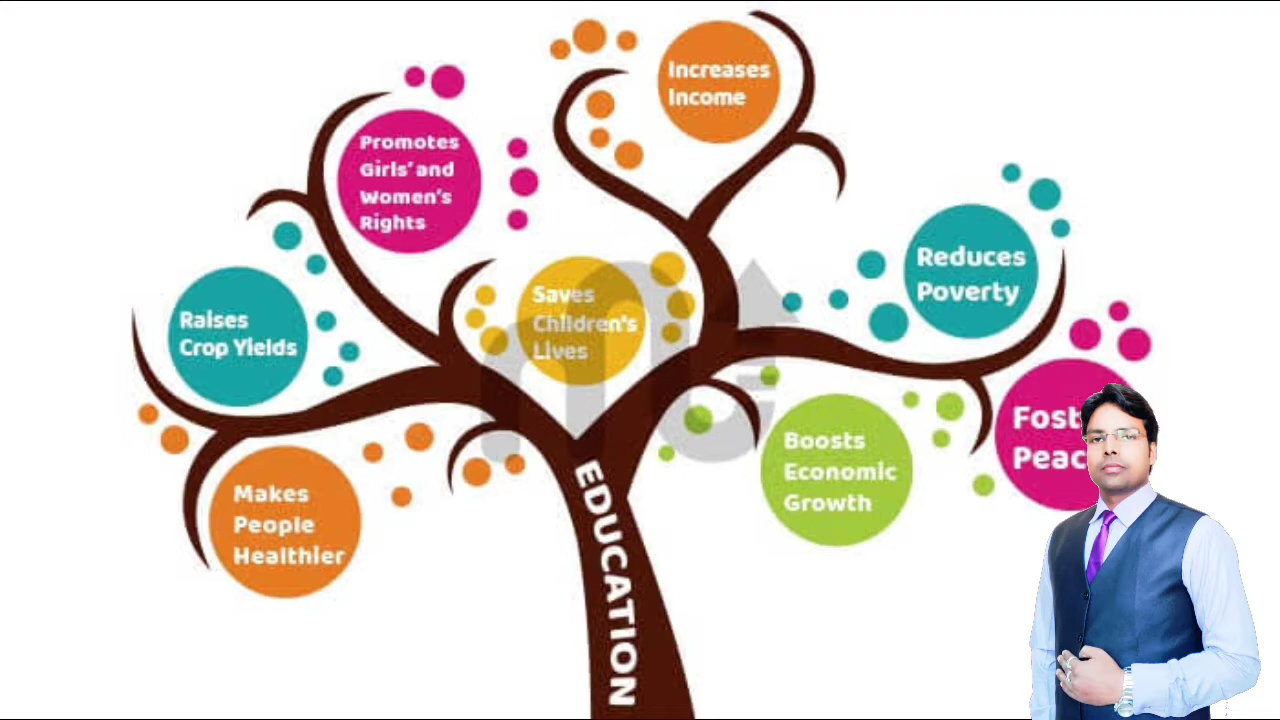 Increases
Income
Promotes
Girls' and
Women's
Rights
Reduces
Poverty
Saves
Children's
Lives
Raises
Crop Yields
Boosts
Economic
Growth
Makes
People
Healthier
EDUCATION